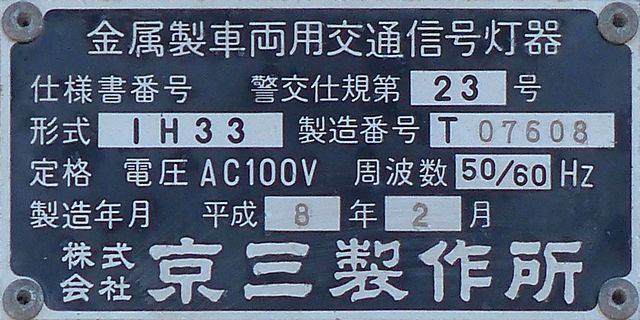 金属製車両用交通信号灯器
仕様書番号 警交仕規第 23 号
形式 1H33 製造番号 T 07608
定格 電圧 AC100V 周波数 50/60 Hz
製造年月 平成 8 年 2 月
株式会社 京三製作所